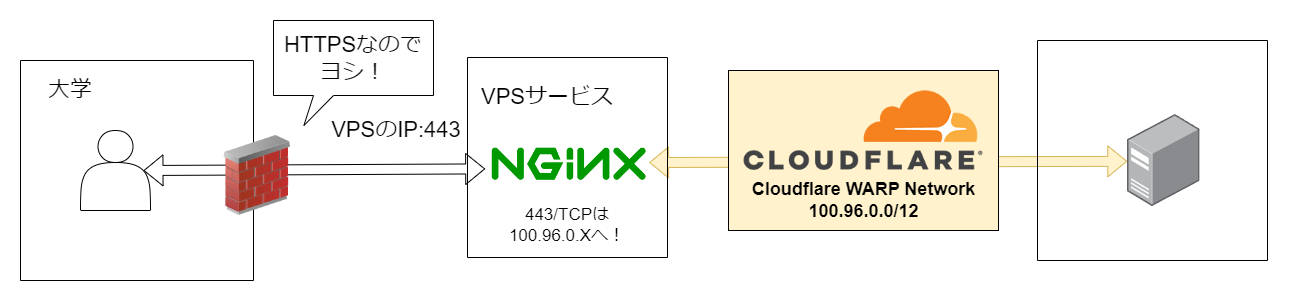 大学
HTTPSなので
ヨシ！
VPSのIP:443
VPSサービス
NGiNX
443/TCPは
100.96.0.Xへ！
CLOUDFLARE®
Cloudflare WARP Network
100.96.0.0/12